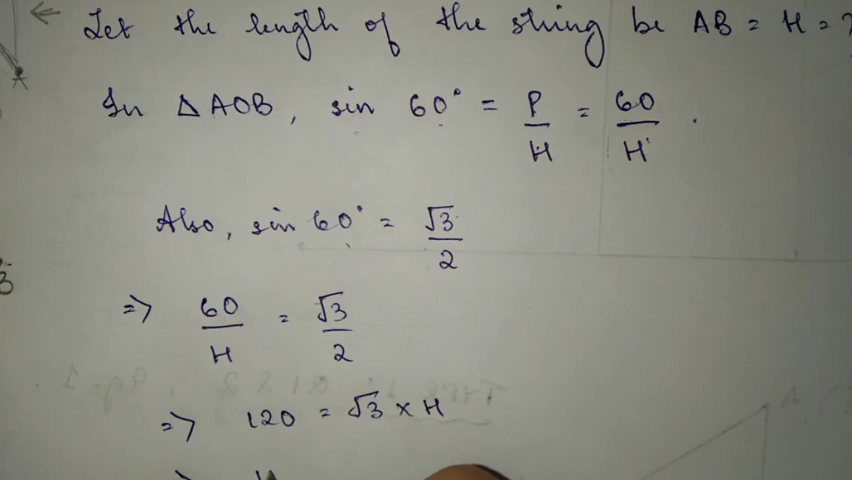 Let the length of the string be AB = H = ?
In △AOB, sin 60° = P/H = 60/H .
Also, sin 60° = √3/2
⇒ 60/H = √3/2
⇒ 120 = √3 × H